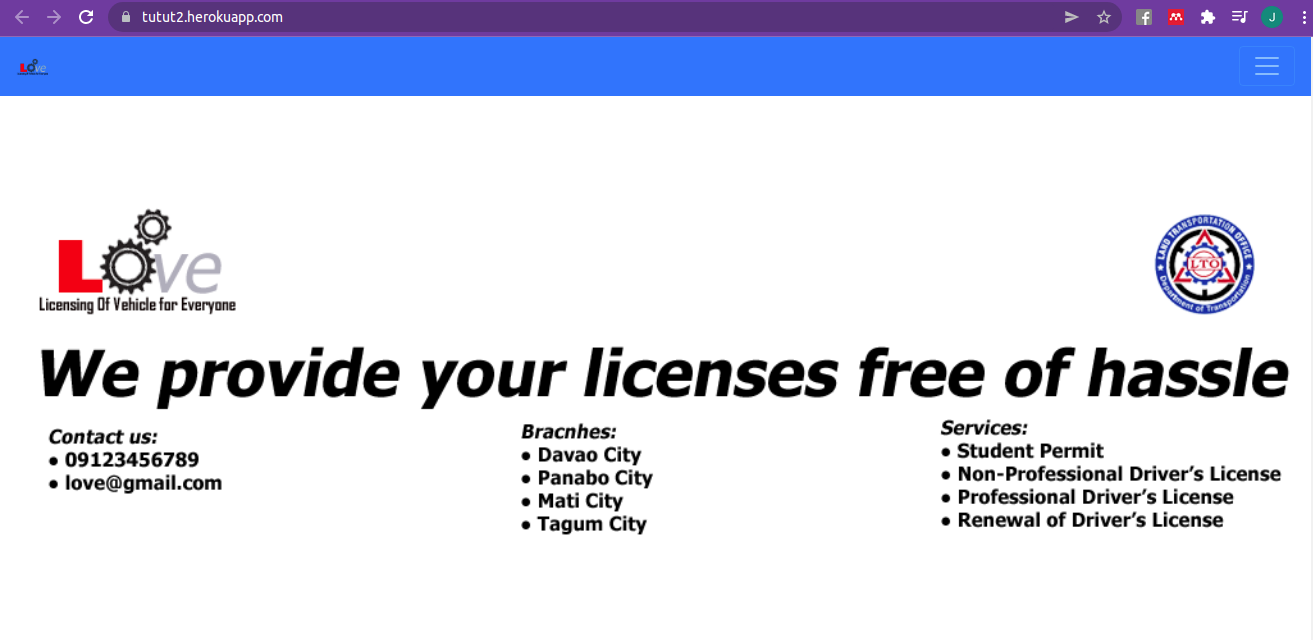 tutut2.herokuapp.com
J
Love
Love
Licensing Of Vehicle for Everyone
LAND TRANSPORTATION OFFICE
LTO
Department of Transportation
We provide your licenses free of hassle
Contact us:
● 09123456789
● love@gmail.com
Bracnhes:
● Davao City
● Panabo City
● Mati City
● Tagum City
Services:
● Student Permit
● Non-Professional Driver’s License
● Professional Driver’s License
● Renewal of Driver’s License